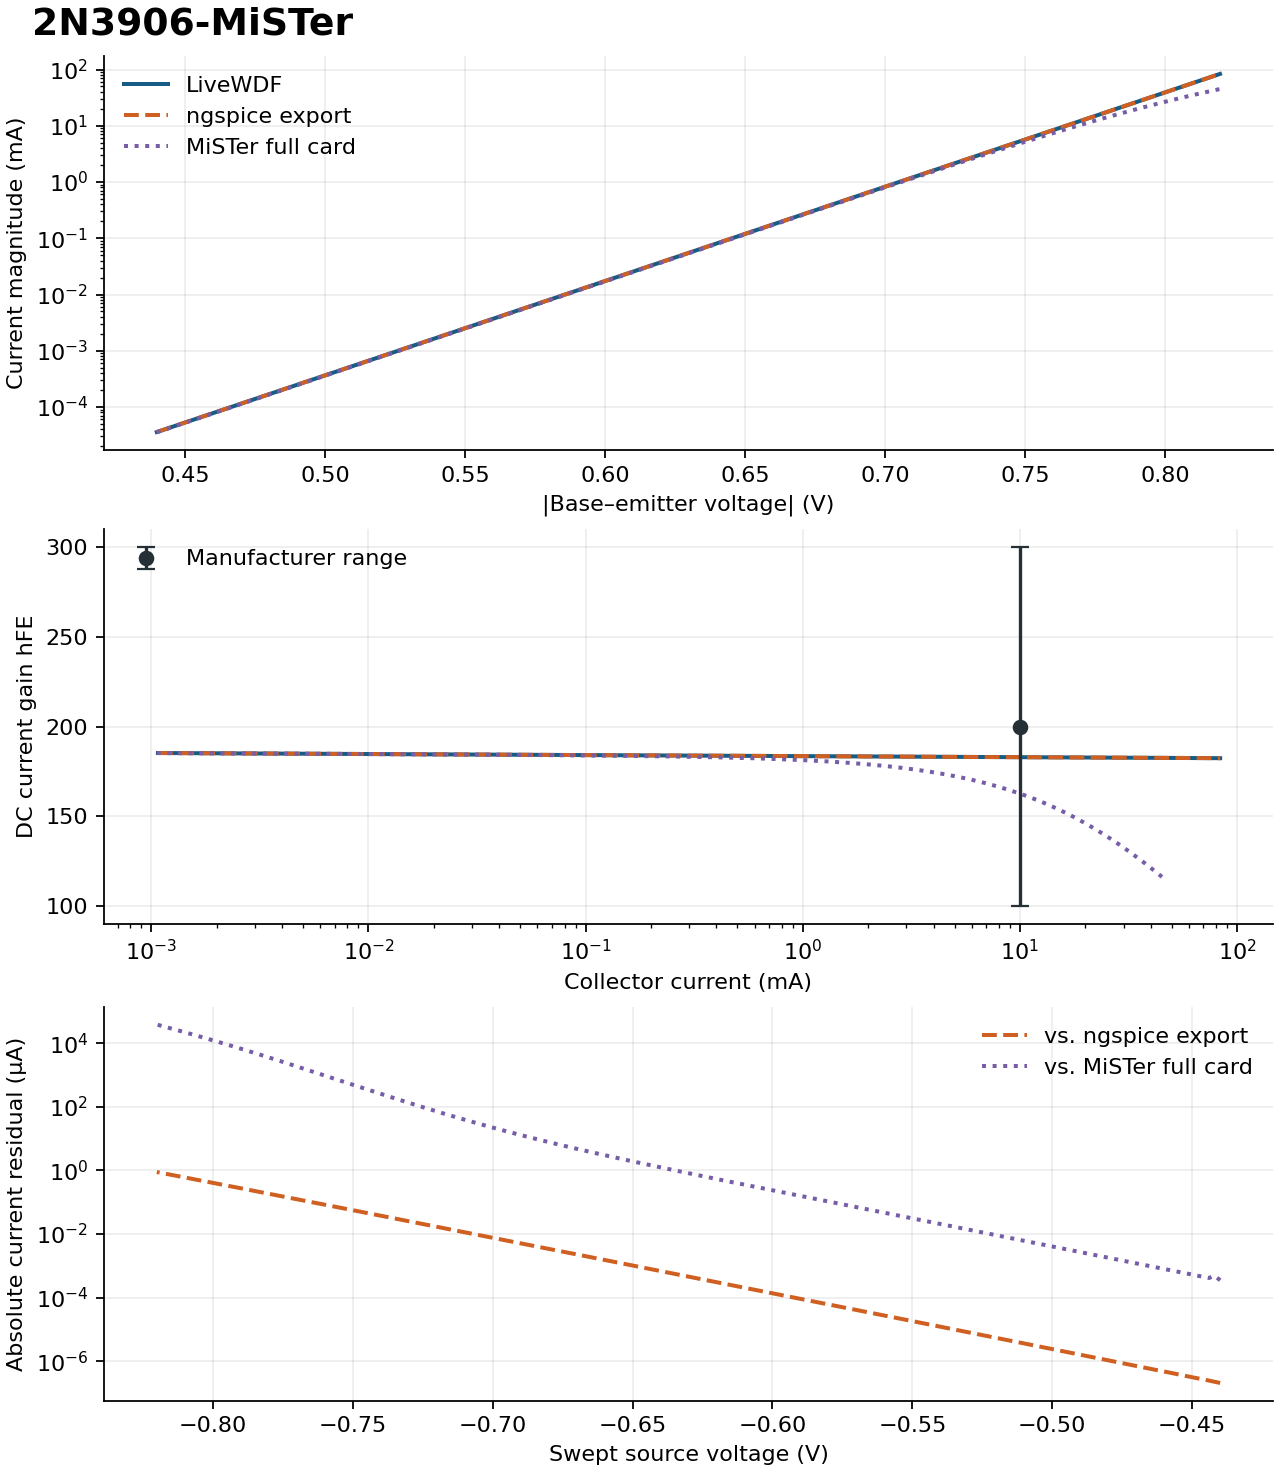 2N3906-MiSTer
LiveWDF
ngspice export
MiSTer full card
Current magnitude (mA)
10²
10¹
10⁰
10⁻¹
10⁻²
10⁻³
10⁻⁴
0.45 0.50 0.55 0.60 0.65 0.70 0.75 0.80
|Base–emitter voltage| (V)
Manufacturer range
DC current gain hFE
300
250
200
150
100
10⁻³ 10⁻² 10⁻¹ 10⁰ 10¹ 10²
Collector current (mA)
vs. ngspice export
vs. MiSTer full card
Absolute current residual (µA)
10⁴
10²
10⁰
10⁻²
10⁻⁴
10⁻⁶
−0.80 −0.75 −0.70 −0.65 −0.60 −0.55 −0.50 −0.45
Swept source voltage (V)